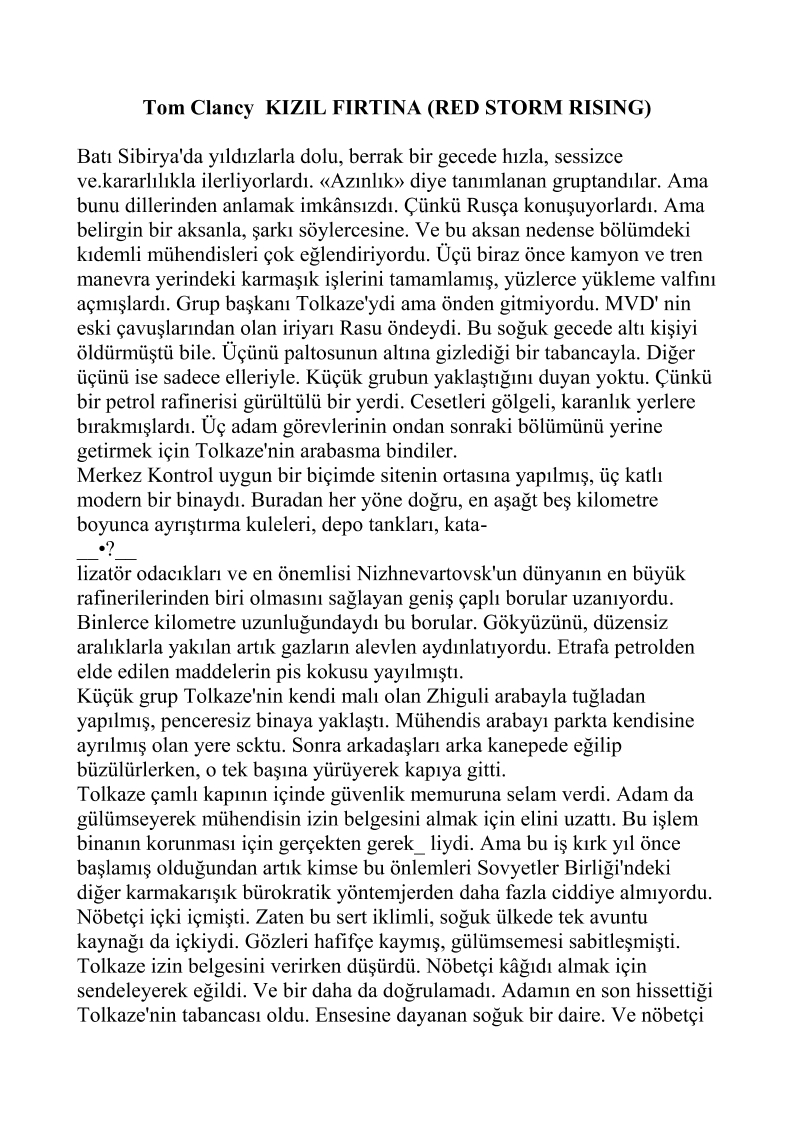 Tom Clancy  KIZIL FIRTINA (RED STORM RISING)
Batı Sibirya'da yıldızlarla dolu, berrak bir gecede hızla, sessizce
ve.kararlılıkla ilerliyorlardı. «Azınlık» diye tanımlanan gruptandılar. Ama
bunu dillerinden anlamak imkânsızdı. Çünkü Rusça konuşuyorlardı. Ama
belirgin bir aksanla, şarkı söylercesine. Ve bu aksan nedense bölümdeki
kıdemli mühendisleri çok eğlendiriyordu. Üçü biraz önce kamyon ve tren
manevra yerindeki karmaşık işlerini tamamlamış, yüzlerce yükleme valfını
açmışlardı. Grup başkanı Tolkaze'ydi ama önden gitmiyordu. MVD' nin
eski çavuşlarından olan iriyarı Rasu öndeydi. Bu soğuk gecede altı kişiyi
öldürmüştü bile. Üçünü paltosunun altına gizlediği bir tabancayla. Diğer
üçünü ise sadece elleriyle. Küçük grubun yaklaştığını duyan yoktu. Çünkü
bir petrol rafinerisi gürültülü bir yerdi. Cesetleri gölgeli, karanlık yerlere
bırakmışlardı. Üç adam görevlerinin ondan sonraki bölümünü yerine
getirmek için Tolkaze'nin arabasma bindiler.
Merkez Kontrol uygun bir biçimde sitenin ortasına yapılmış, üç katlı
modern bir binaydı. Buradan her yöne doğru, en aşağt beş kilometre
boyunca ayrıştırma kuleleri, depo tankları, kata-
__•?__
lizatör odacıkları ve en önemlisi Nizhnevartovsk'un dünyanın en büyük
rafinerilerinden biri olmasını sağlayan geniş çaplı borular uzanıyordu.
Binlerce kilometre uzunluğundaydı bu borular. Gökyüzünü, düzensiz
aralıklarla yakılan artık gazların alevlen aydınlatıyordu. Etrafa petrolden
elde edilen maddelerin pis kokusu yayılmıştı.
Küçük grup Tolkaze'nin kendi malı olan Zhiguli arabayla tuğladan
yapılmış, penceresiz binaya yaklaştı. Mühendis arabayı parkta kendisine
ayrılmış olan yere scktu. Sonra arkadaşları arka kanepede eğilip
büzülürlerken, o tek başına yürüyerek kapıya gitti.
Tolkaze çamlı kapının içinde güvenlik memuruna selam verdi. Adam da
gülümseyerek mühendisin izin belgesini almak için elini uzattı. Bu işlem
binanın korunması için gerçekten gerek_ liydi. Ama bu iş kırk yıl önce
başlamış olduğundan artık kimse bu önlemleri Sovyetler Birliği'ndeki
diğer karmakarışık bürokratik yöntemjerden daha fazla ciddiye almıyordu.
Nöbetçi içki içmişti. Zaten bu sert iklimli, soğuk ülkede tek avuntu
kaynağı da içkiydi. Gözleri hafifçe kaymış, gülümsemesi sabitleşmişti.
Tolkaze izin belgesini verirken düşürdü. Nöbetçi kâğıdı almak için
sendeleyerek eğildi. Ve bir daha da doğrulamadı. Adamın en son hissettiği
Tolkaze'nin tabancası oldu. Ensesine dayanan soğuk bir daire. Ve nöbetçi